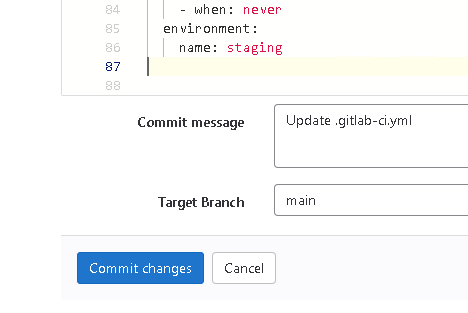 84 - when: never
85 environment:
86 name: staging
87
88
Commit message Update .gitlab-ci.yml
Target Branch main
Commit changes Cancel